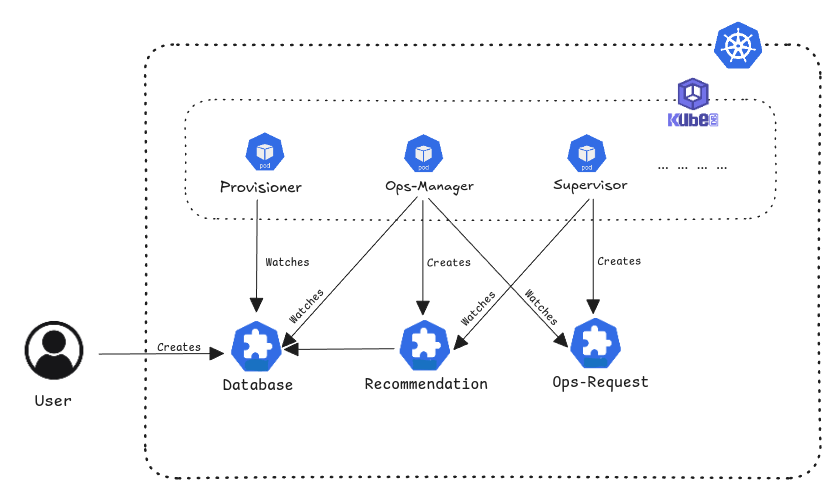 KubeDB
pod
pod
pod
Provisioner
Ops-Manager
Supervisor
... ... ... ...
Watches
Creates
Creates
Watches
Watches
Watches
Creates
User
Database
Recommendation
Ops-Request